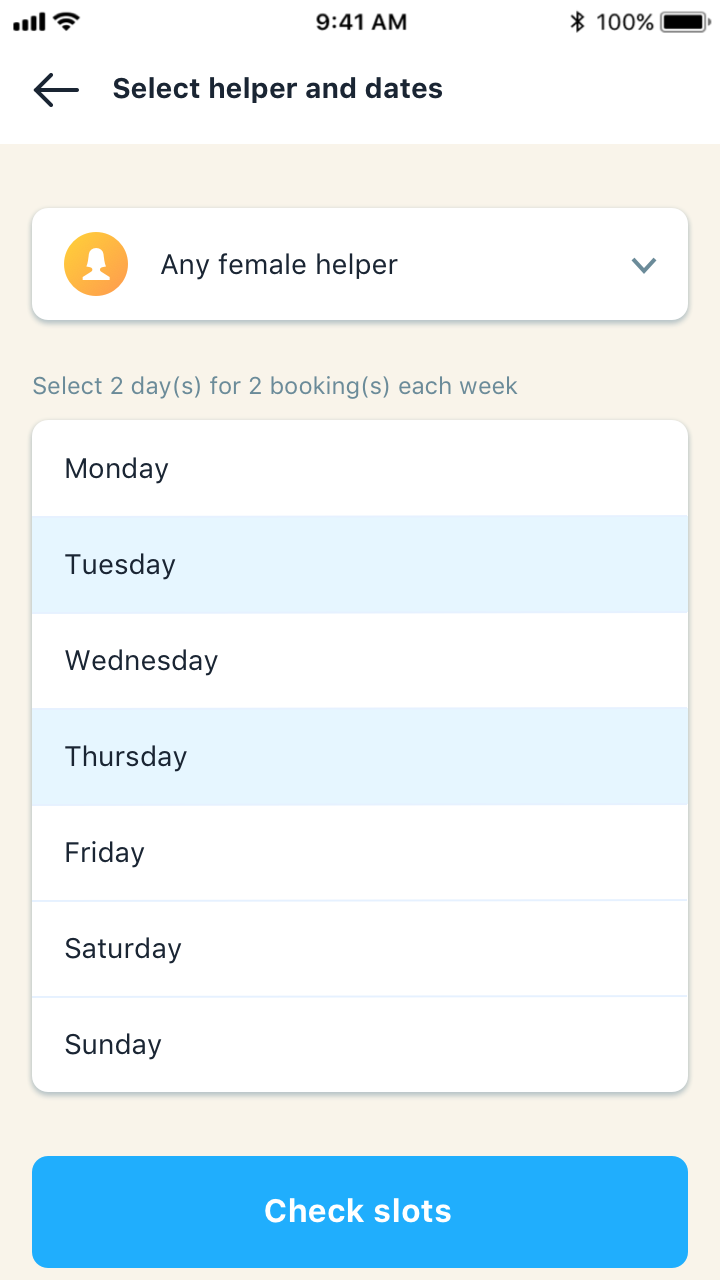 9:41 AM 100%
Select helper and dates
Any female helper
Select 2 day(s) for 2 booking(s) each week
Monday
Tuesday
Wednesday
Thursday
Friday
Saturday
Sunday
Check slots